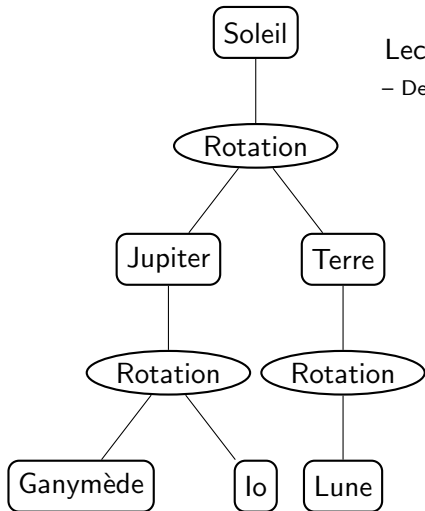 Soleil
Lec
– De
Rotation
Jupiter Terre
Rotation Rotation
Ganymède Io Lune